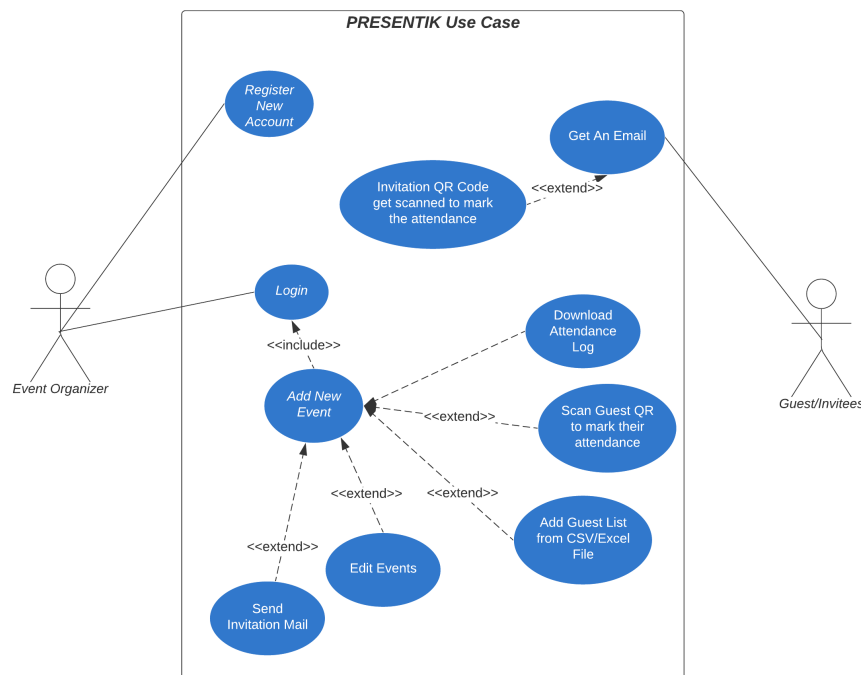 PRESENTIK Use Case
Register
New
Account
Get An Email
Invitation QR Code
get scanned to mark
the attendance
<<extend>>
Login
<<include>>
Event Organizer
Guest/Invitees
Download
Attendance
Log
Add New
Event
<<extend>>
Scan Guest QR
to mark their
attendance
<<extend>>
<<extend>>
Add Guest List
from CSV/Excel
File
<<extend>>
Edit Events
Send
Invitation Mail